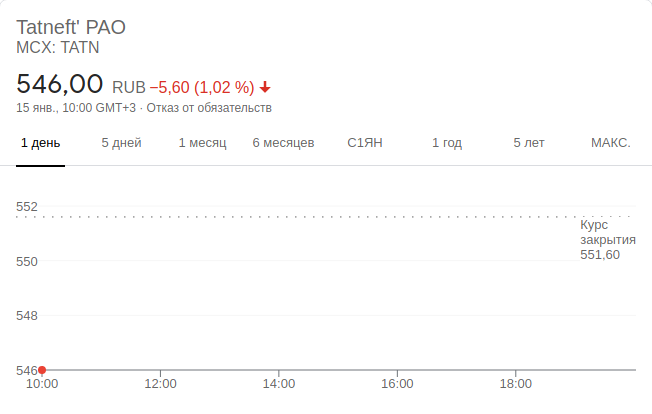 Tatneft' PAO
MCX: TATN
546,00 RUB −5,60 (1,02 %)
15 янв., 10:00 GMT+3 · Отказ от обязательств
1 день 5 дней 1 месяц 6 месяцев С1ЯН 1 год 5 лет МАКС.
552
Курс
закрытия
551,60
550
548
546
10:00 12:00 14:00 16:00 18:00